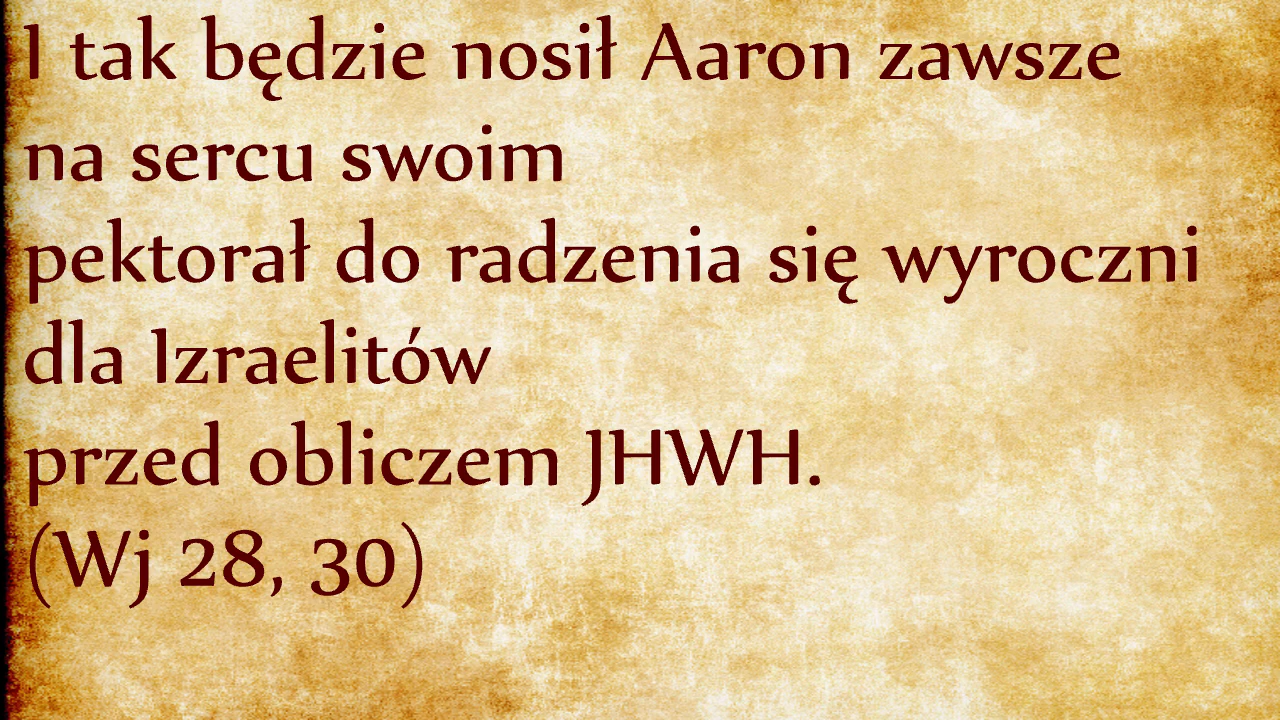 I tak będzie nosił Aaron zawsze
na sercu swoim
pektorał do radzenia się wyroczni
dla Izraelitów
przed obliczem JHWH.
(Wj 28, 30)